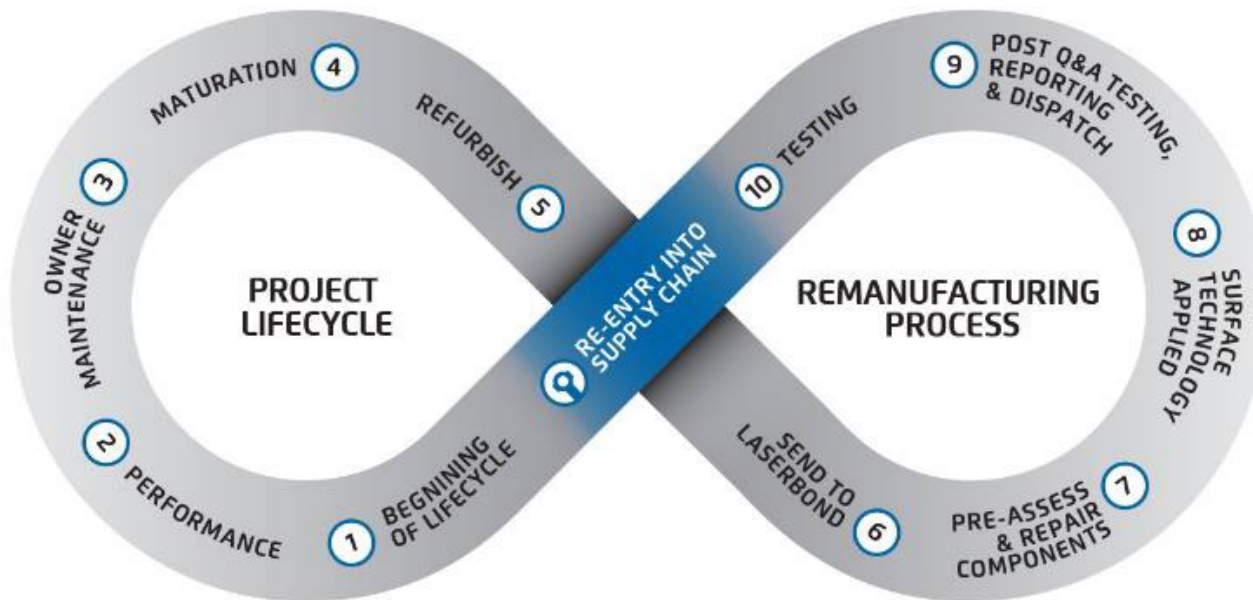 PROJECT
LIFECYCLE
1
BEGNINING
OF LIFECYCLE
2
PERFORMANCE
3
OWNER
MAINTENANCE
4
MATURATION
5
REFURBISH
REMANUFACTURING
PROCESS
6
SEND TO
LASERBOND
7
PRE-ASSESS
& REPAIR
COMPONENTS
8
SURFACE
TECHNOLOGY
APPLIED
9
POST Q&A TESTING,
REPORTING
& DISPATCH
10
TESTING
RE-ENTRY INTO
SUPPLY CHAIN